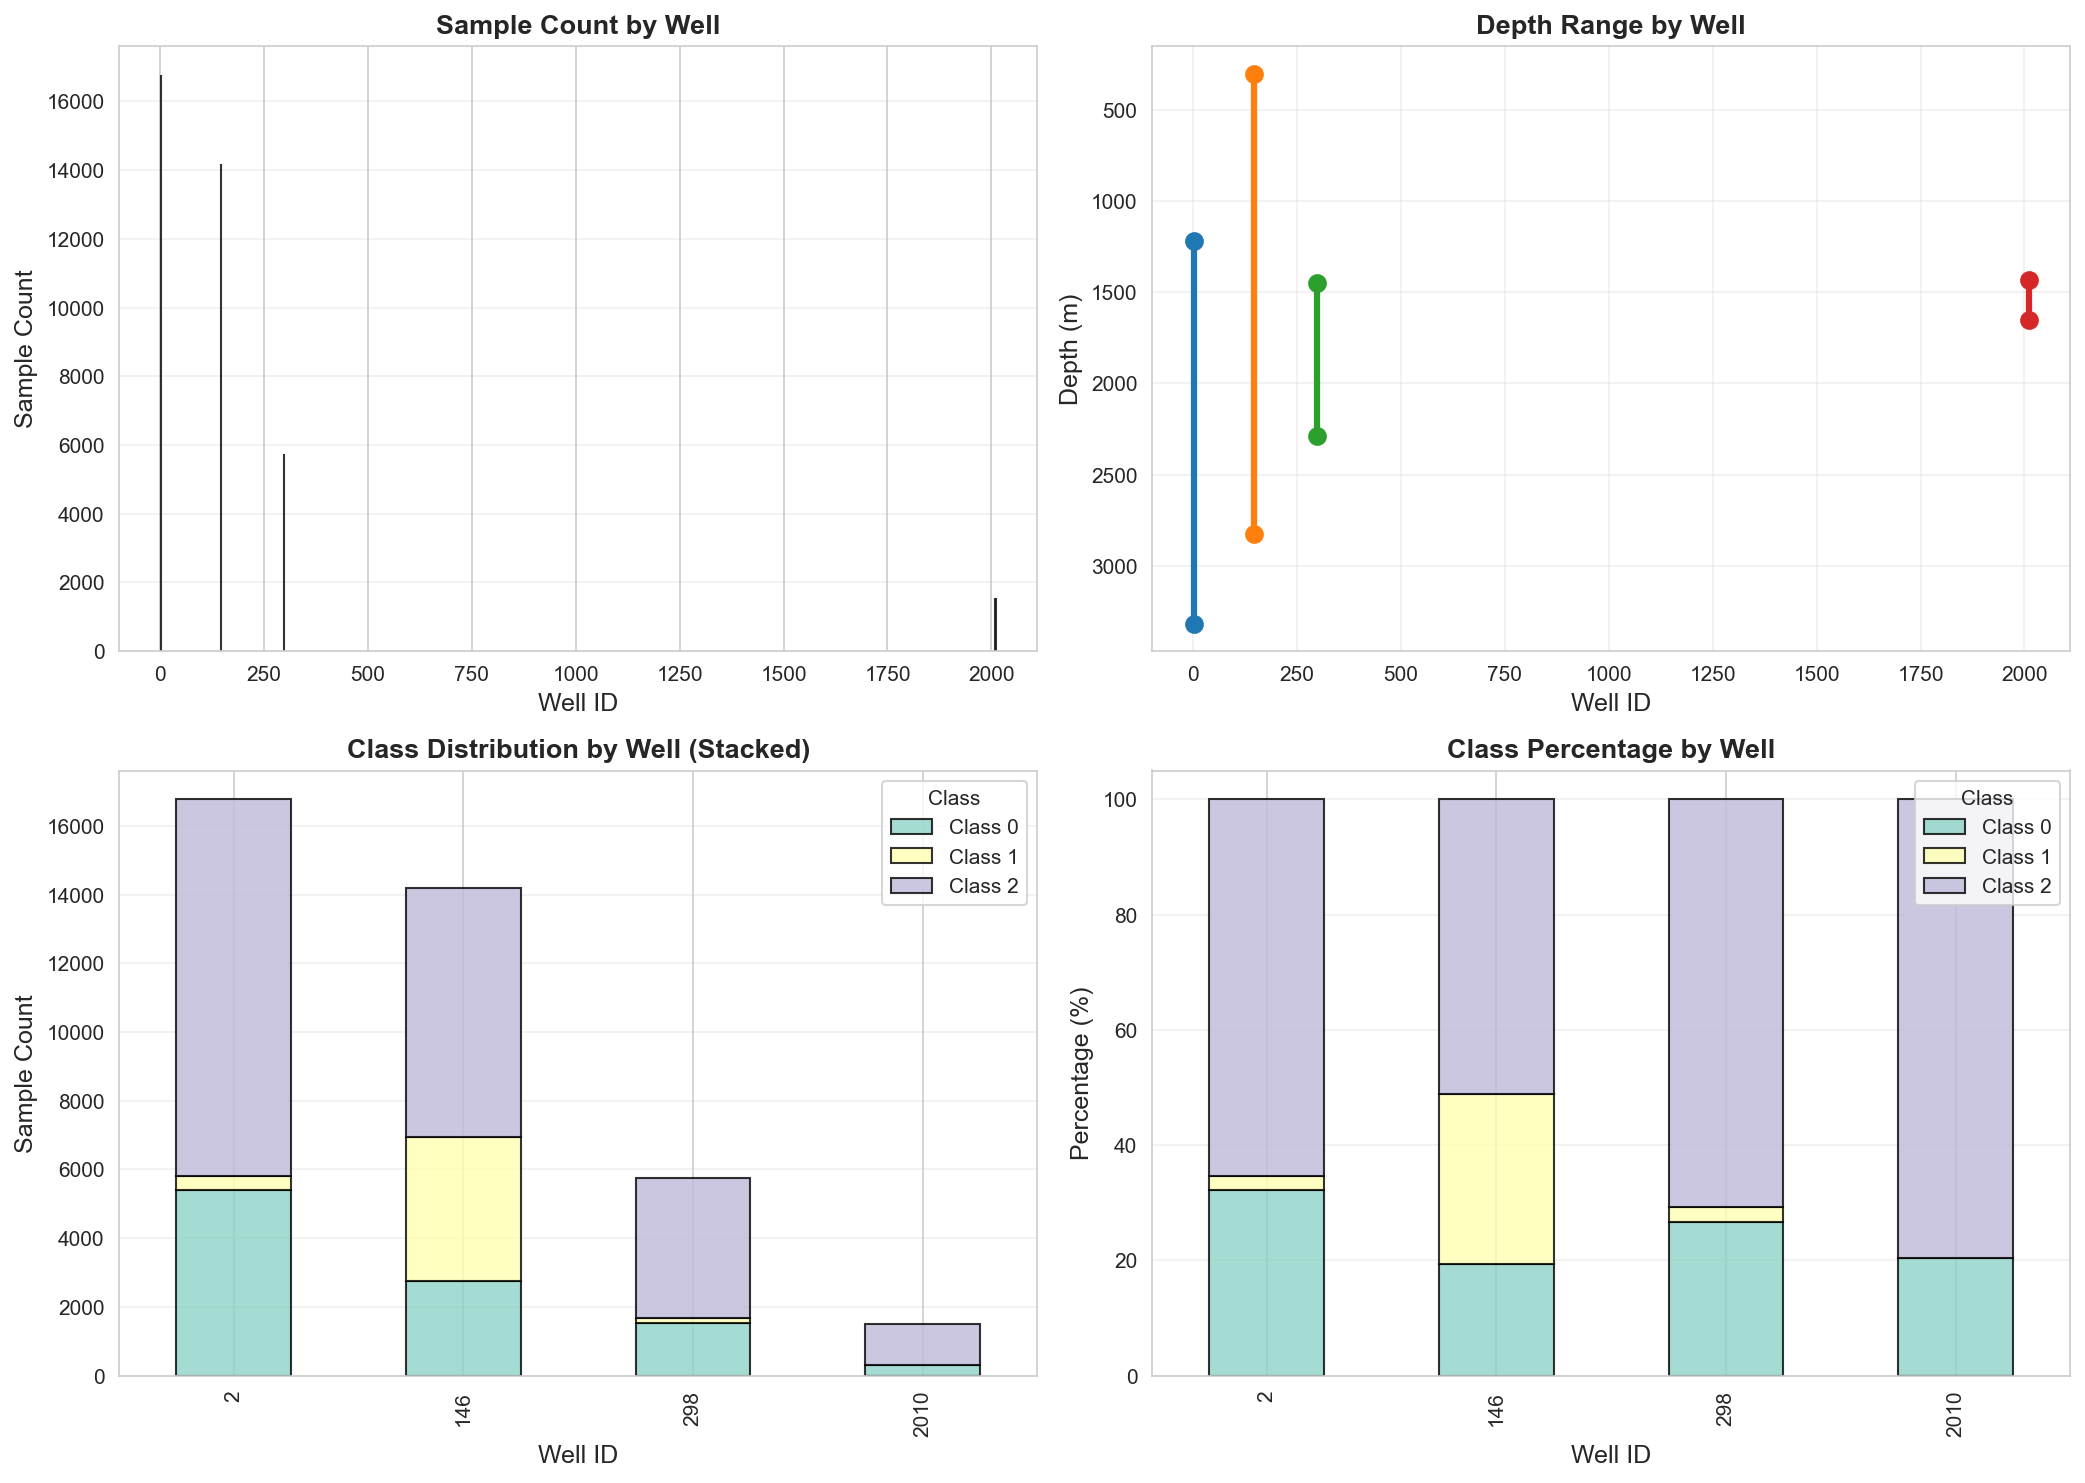 Sample Count by Well
Sample Count
16000
14000
12000
10000
8000
6000
4000
2000
0
0 250 500 750 1000 1250 1500 1750 2000
Well ID
Depth Range by Well
Depth (m)
500
1000
1500
2000
2500
3000
0 250 500 750 1000 1250 1500 1750 2000
Well ID
Class Distribution by Well (Stacked)
Sample Count
16000
14000
12000
10000
8000
6000
4000
2000
0
Class
Class 0
Class 1
Class 2
2 146 298 2010
Well ID
Class Percentage by Well
Percentage (%)
100
80
60
40
20
0
Class
Class 0
Class 1
Class 2
2 146 298 2010
Well ID